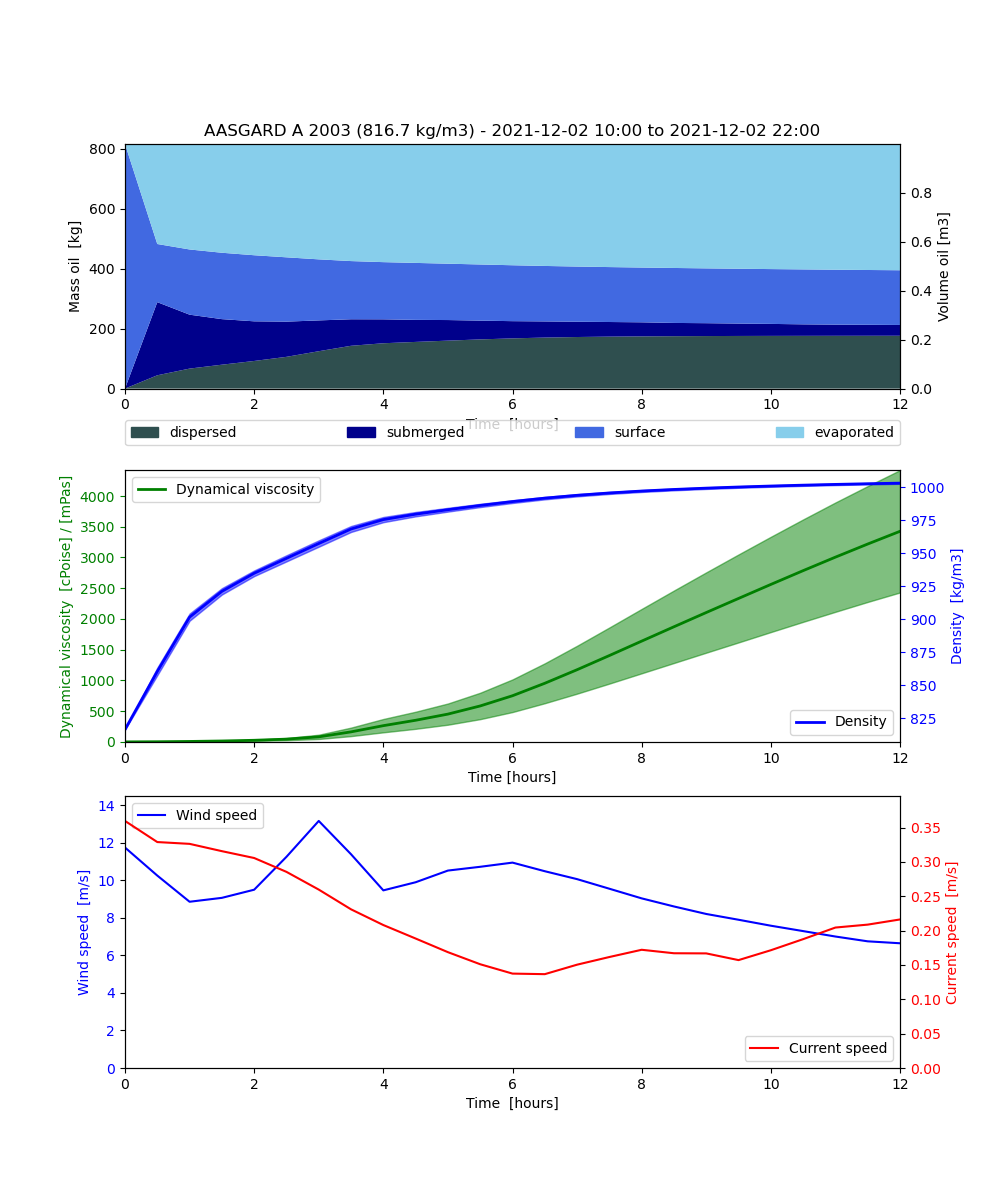 AASGARD A 2003 (816.7 kg/m3) - 2021-12-02 10:00 to 2021-12-02 22:00
Mass oil  [kg]
800
600
400
200
0
0.8
0.6
0.4
0.2
0.0
Volume oil [m3]
0 2 4 6 8 10 12
Time  [hours]
dispersed submerged surface evaporated
Dynamical viscosity  [cPoise] / [mPas]
4000
3500
3000
2500
2000
1500
1000
500
0
Dynamical viscosity
1000
975
950
925
900
875
850
825
Density  [kg/m3]
Density
0 2 4 6 8 10 12
Time [hours]
Wind speed  [m/s]
14
12
10
8
6
4
2
0
Wind speed
0.35
0.30
0.25
0.20
0.15
0.10
0.05
0.00
Current speed  [m/s]
Current speed
0 2 4 6 8 10 12
Time  [hours]